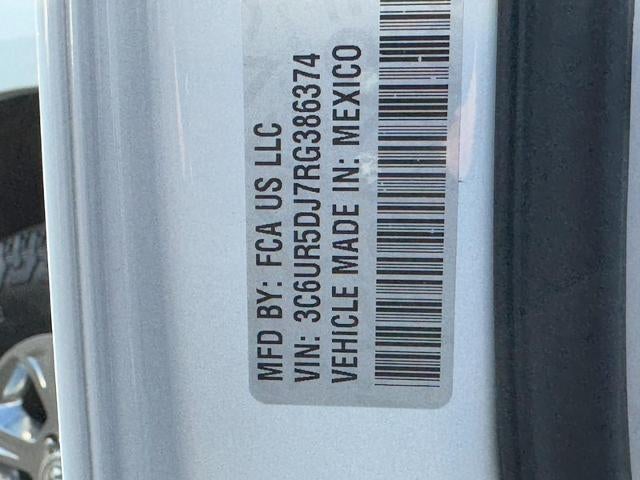 MFD BY: FCA US LLC
VIN: 3C6UR5DJ7RG386374
VEHICLE MADE IN: MEXICO